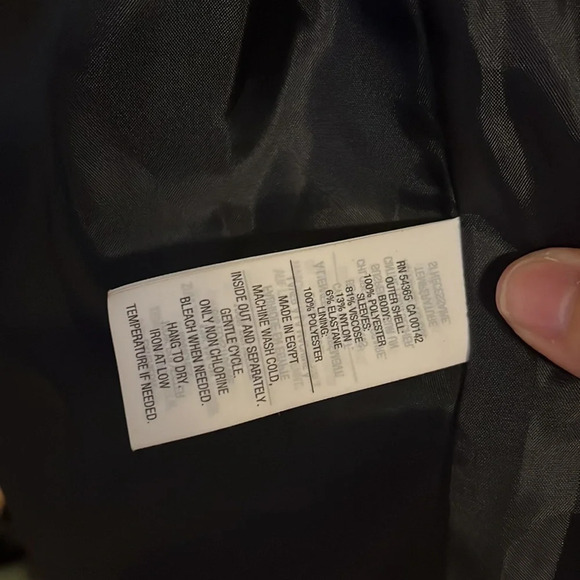 RN 54365 CA 00142
OUTER SHELL:
BODY:
100% POLYESTER
SLEEVES:
81% VISCOSE
13% NYLON
6% ELASTANE
LINING:
100% POLYESTER
MADE IN EGYPT
MACHINE WASH COLD,
INSIDE OUT AND SEPARATELY.
GENTLE CYCLE.
ONLY NON CHLORINE
BLEACH WHEN NEEDED.
HANG TO DRY.
IRON AT LOW
TEMPERATURE IF NEEDED.